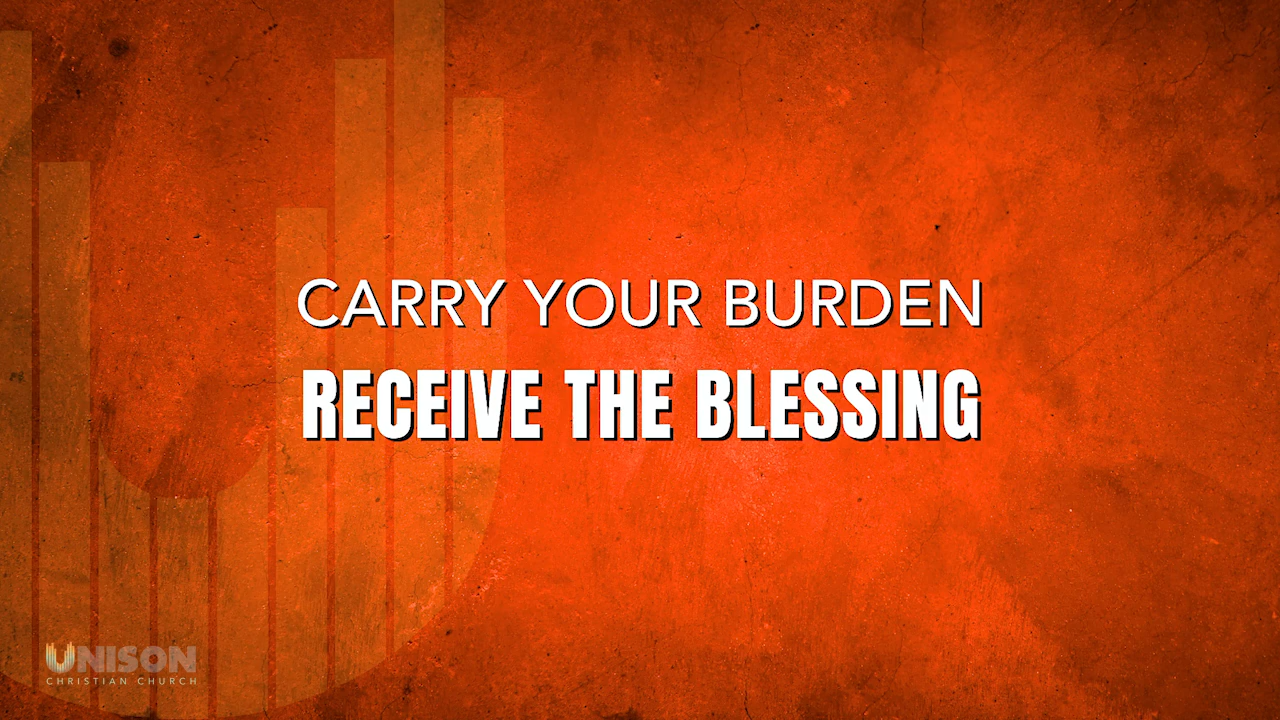 CARRY YOUR BURDEN
RECEIVE THE BLESSING
UNISON
CHRISTIAN CHURCH